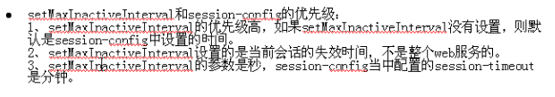 ● setMaxInactiveInterval和session-config的优先级：
1、setMaxInactiveInterval的优先级高，如果setMaxInactiveInterval没有设置，则默
认是session-config中设置的时间。
2、setMaxInactiveInterval设置的是当前会话的失效时间，不是整个web服务的。
3、setMaxInactiveInterval的参数是秒，session-config当中配置的session-timeout
是分钟。